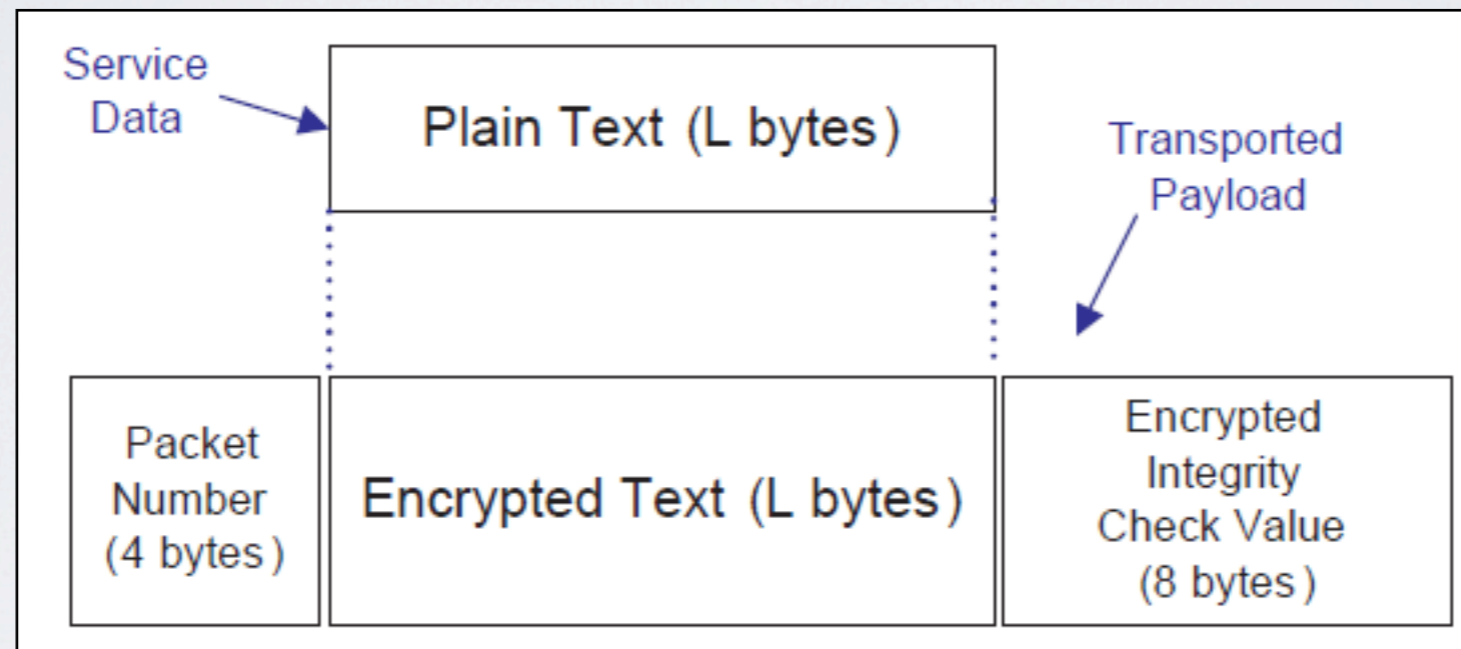 Service
Data
Plain Text (L bytes)
Transported
Payload
Packet
Number
(4 bytes)
Encrypted Text (L bytes)
Encrypted
Integrity
Check Value
(8 bytes)